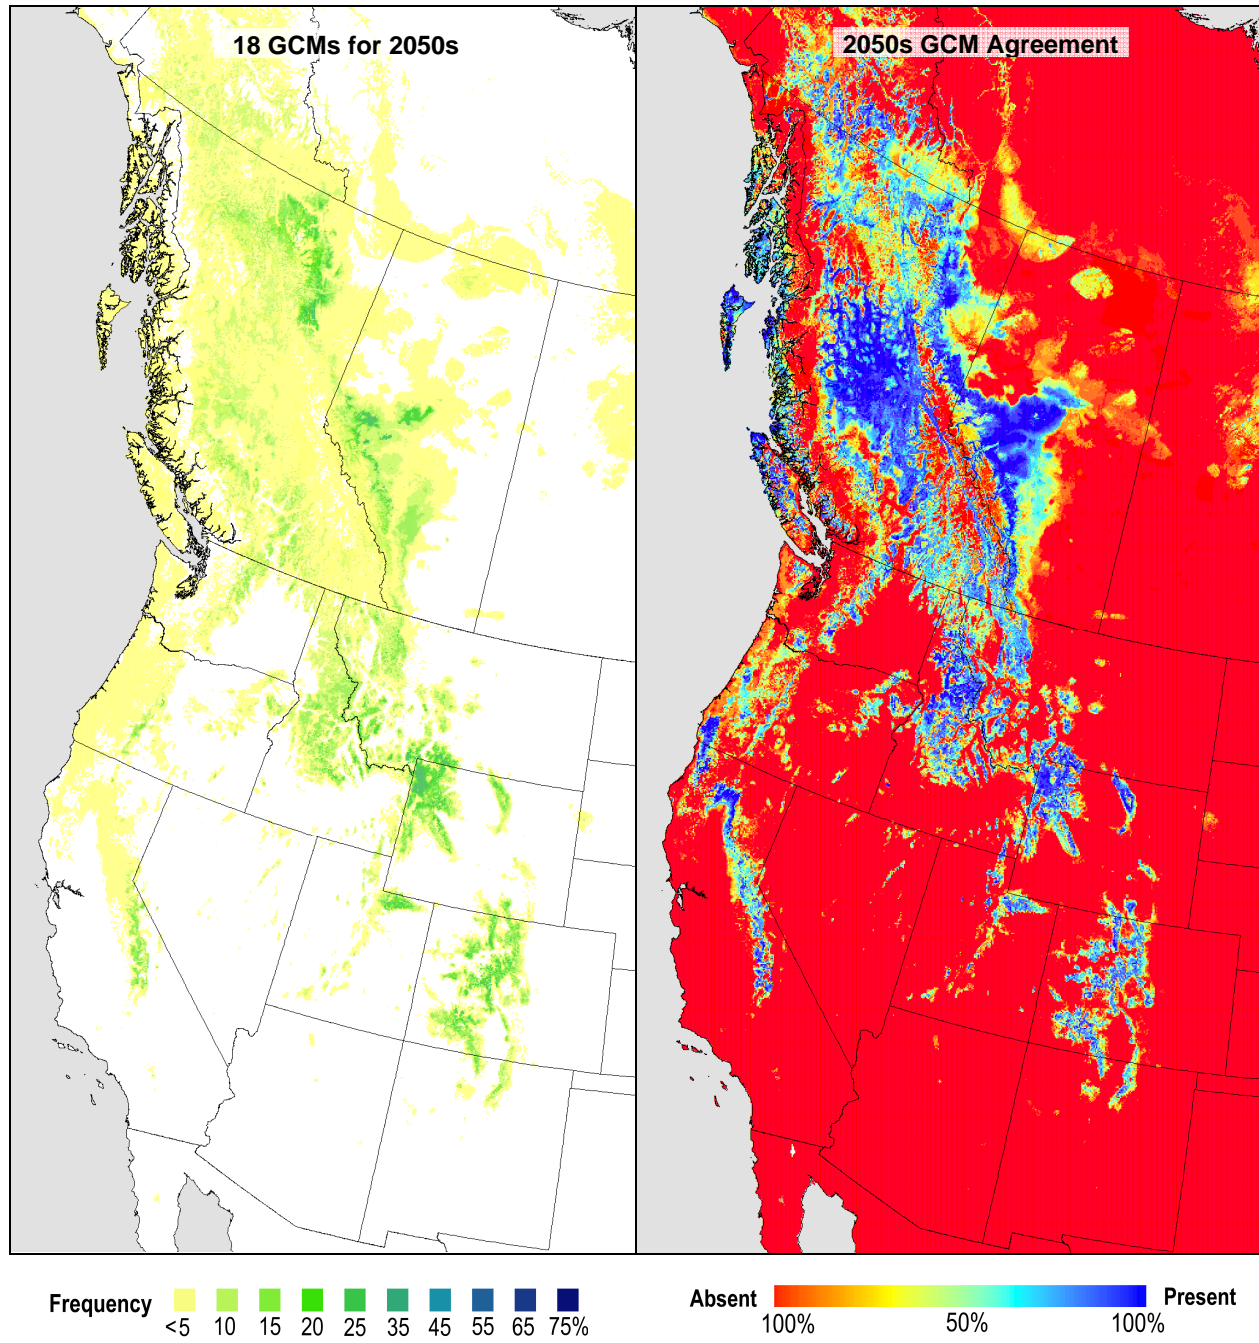 18 GCMs for 2050s
2050s GCM Agreement
Frequency
<5 10 15 20 25 35 45 55 65 75%
Absent Present
100% 50% 100%